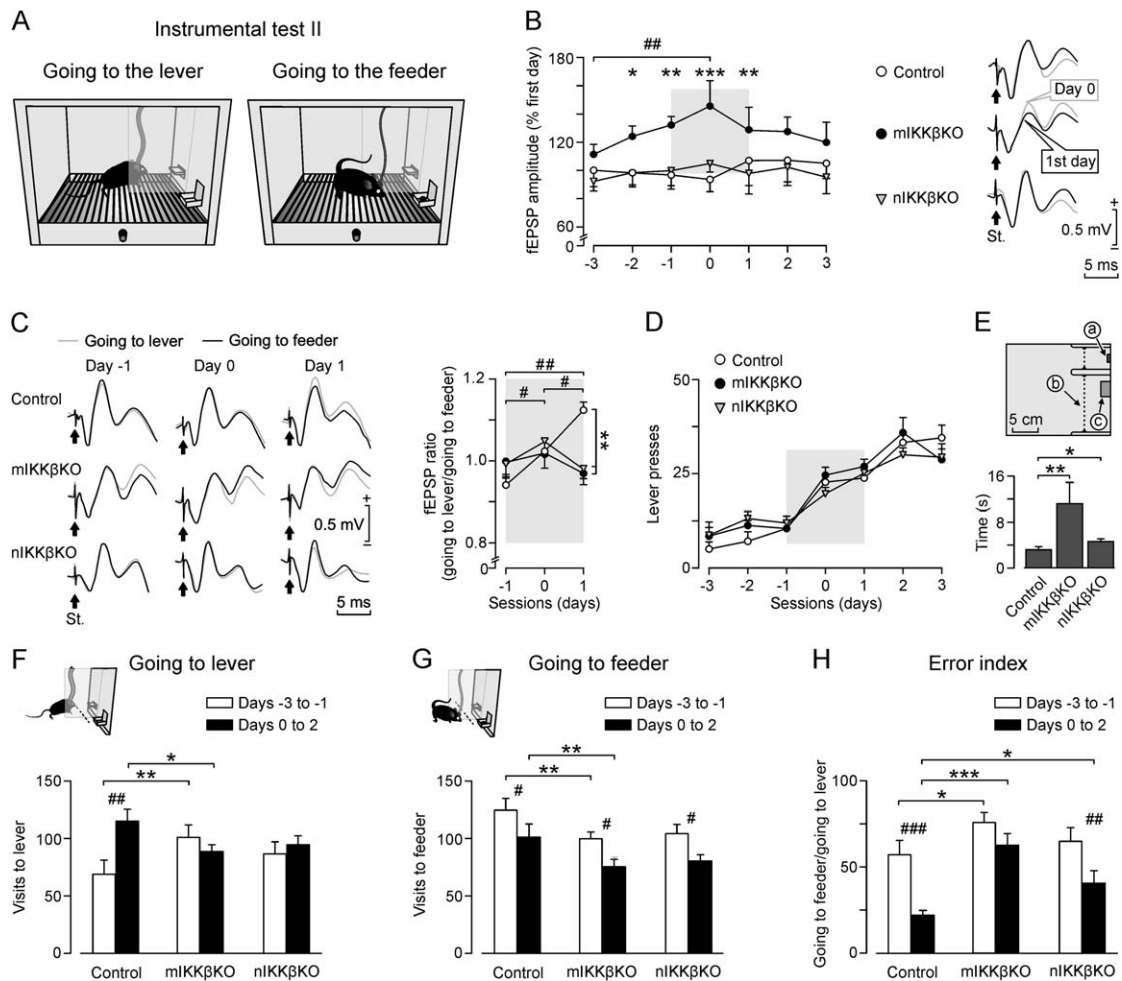 A
Instrumental test II
Going to the lever
Going to the feeder
B
fEPSP amplitude (% first day)
180
120
60
0
##
*
**
***
**
-3
-2
-1
0
1
2
3
Control
mIKKβKO
nIKKβKO
Day 0
1st day
St.
+
0.5 mV
-
5 ms
C
Going to lever
Going to feeder
Day -1
Day 0
Day 1
Control
mIKKβKO
nIKKβKO
St.
+
0.5 mV
-
5 ms
fEPSP ratio
(going to lever/going to feeder)
1.2
1.0
0.8
0
##
#
#
**
-1
0
1
Sessions (days)
D
Control
mIKKβKO
nIKKβKO
Lever presses
50
25
0
-3
-2
-1
0
1
2
3
Sessions (days)
E
a
b
c
5 cm
Time (s)
16
8
0
**
*
Control
mIKKβKO
nIKKβKO
F
Going to lever
Days -3 to -1
Days 0 to 2
Visits to lever
150
100
50
0
##
**
*
Control
mIKKβKO
nIKKβKO
G
Going to feeder
Days -3 to -1
Days 0 to 2
Visits to feeder
150
100
50
0
**
**
#
#
#
Control
mIKKβKO
nIKKβKO
H
Error index
Days -3 to -1
Days 0 to 2
Going to feeder/going to lever
100
50
0
*
***
*
###
##
Control
mIKKβKO
nIKKβKO